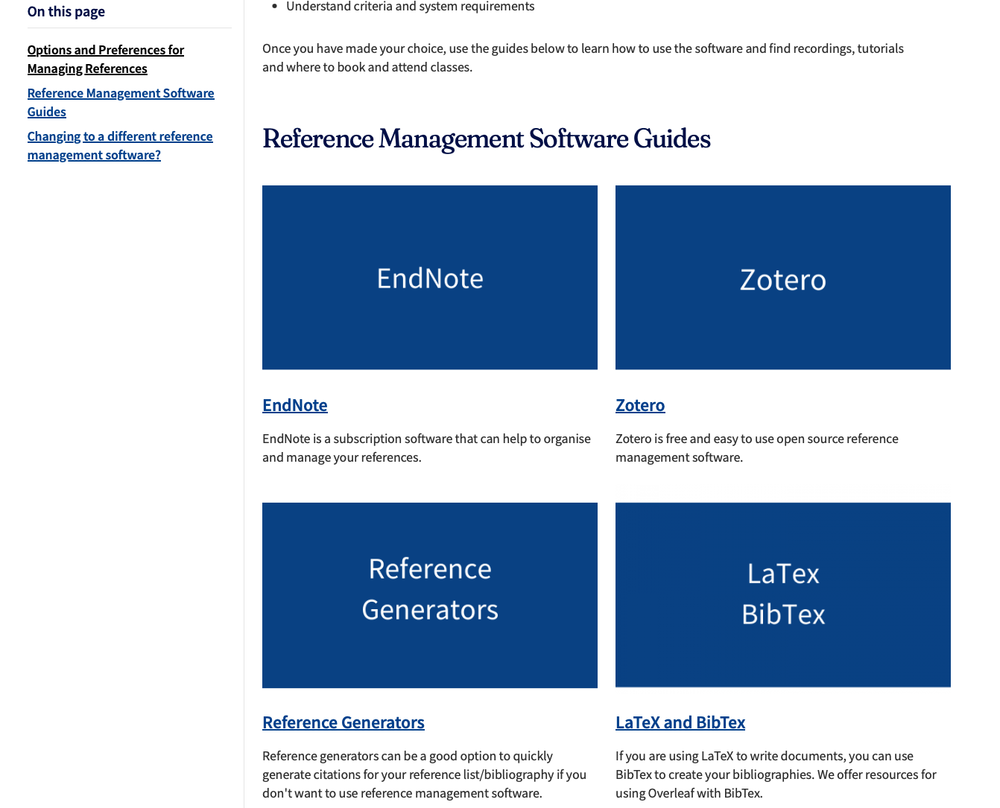 On this page
Options and Preferences for
Managing References
Reference Management Software
Guides
Changing to a different reference
management software?
Understand criteria and system requirements
Once you have made your choice, use the guides below to learn how to use the software and find recordings, tutorials
and where to book and attend classes.
Reference Management Software Guides
EndNote
Zotero
EndNote
EndNote is a subscription software that can help to organise
and manage your references.
Zotero
Zotero is free and easy to use open source reference
management software.
Reference
Generators
LaTex
BibTex
Reference Generators
Reference generators can be a good option to quickly
generate citations for your reference list/bibliography if you
don't want to use reference management software.
LaTeX and BibTex
If you are using LaTeX to write documents, you can use
BibTex to create your bibliographies. We offer resources for
using Overleaf with BibTex.